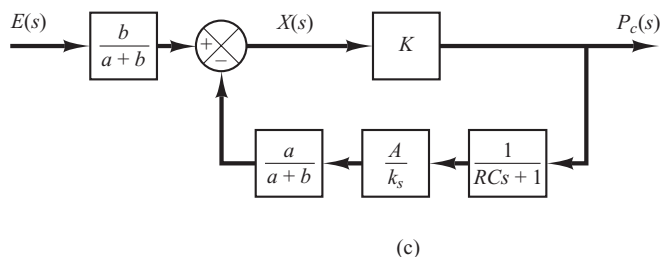 E(s)
b
a + b
+
−
X(s)
K
P_c(s)
a
a + b
A
k_s
1
RCs + 1
(c)